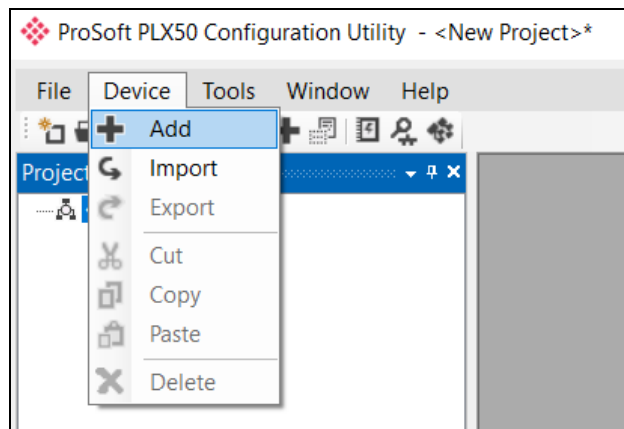 ProSoft PLX50 Configuration Utility - <New Project>*
File Device Tools Window Help
Add
Project
Import
Export
Cut
Copy
Paste
Delete